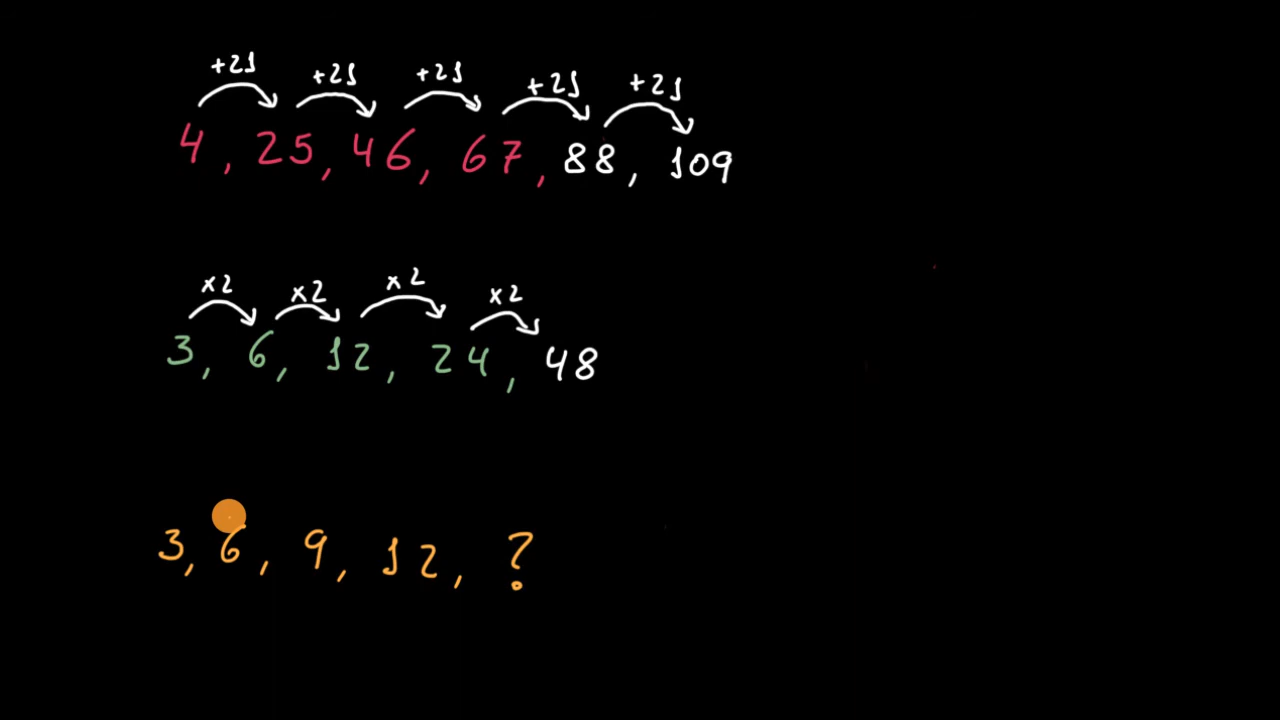 +21 +21 +21 +21 +21
4, 25, 46, 67, 88, 109
x2 x2 x2 x2
3, 6, 12, 24, 48
3, 6, 9, 12, ?